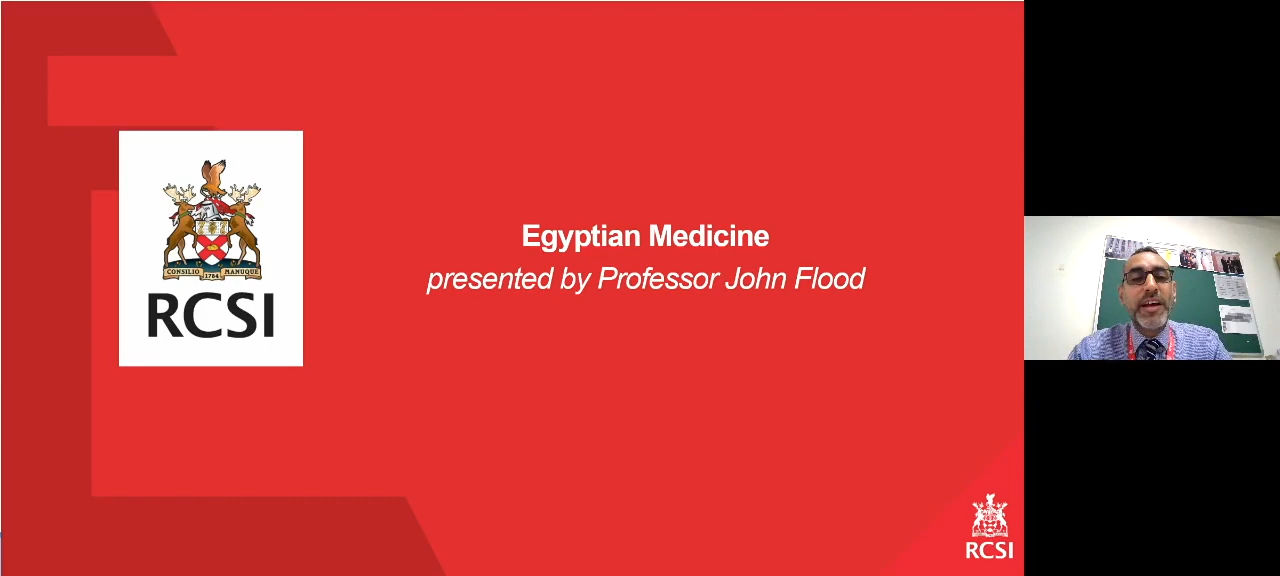 CONSILIO MANUQUE
1784
RCSI
Egyptian Medicine
presented by Professor John Flood
RCSI